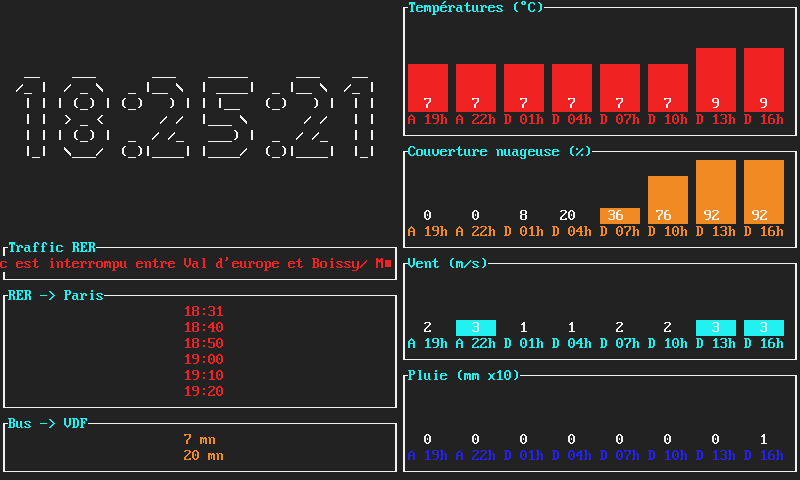 18:25:21
Traffic RER
c est interrompu entre Val d'europe et Boissy/ M
RER -> Paris
18:31
18:40
18:50
19:00
19:10
19:20
Bus -> VDF
7 mn
20 mn
Températures (°C)
7 7 7 7 7 7 9 9
A 19h A 22h D 01h D 04h D 07h D 10h D 13h D 16h
Couverture nuageuse (%)
0 0 8 20 36 76 92 92
A 19h A 22h D 01h D 04h D 07h D 10h D 13h D 16h
Vent (m/s)
2 3 1 1 2 2 3 3
A 19h A 22h D 01h D 04h D 07h D 10h D 13h D 16h
Pluie (mm x10)
0 0 0 0 0 0 0 1
A 19h A 22h D 01h D 04h D 07h D 10h D 13h D 16h